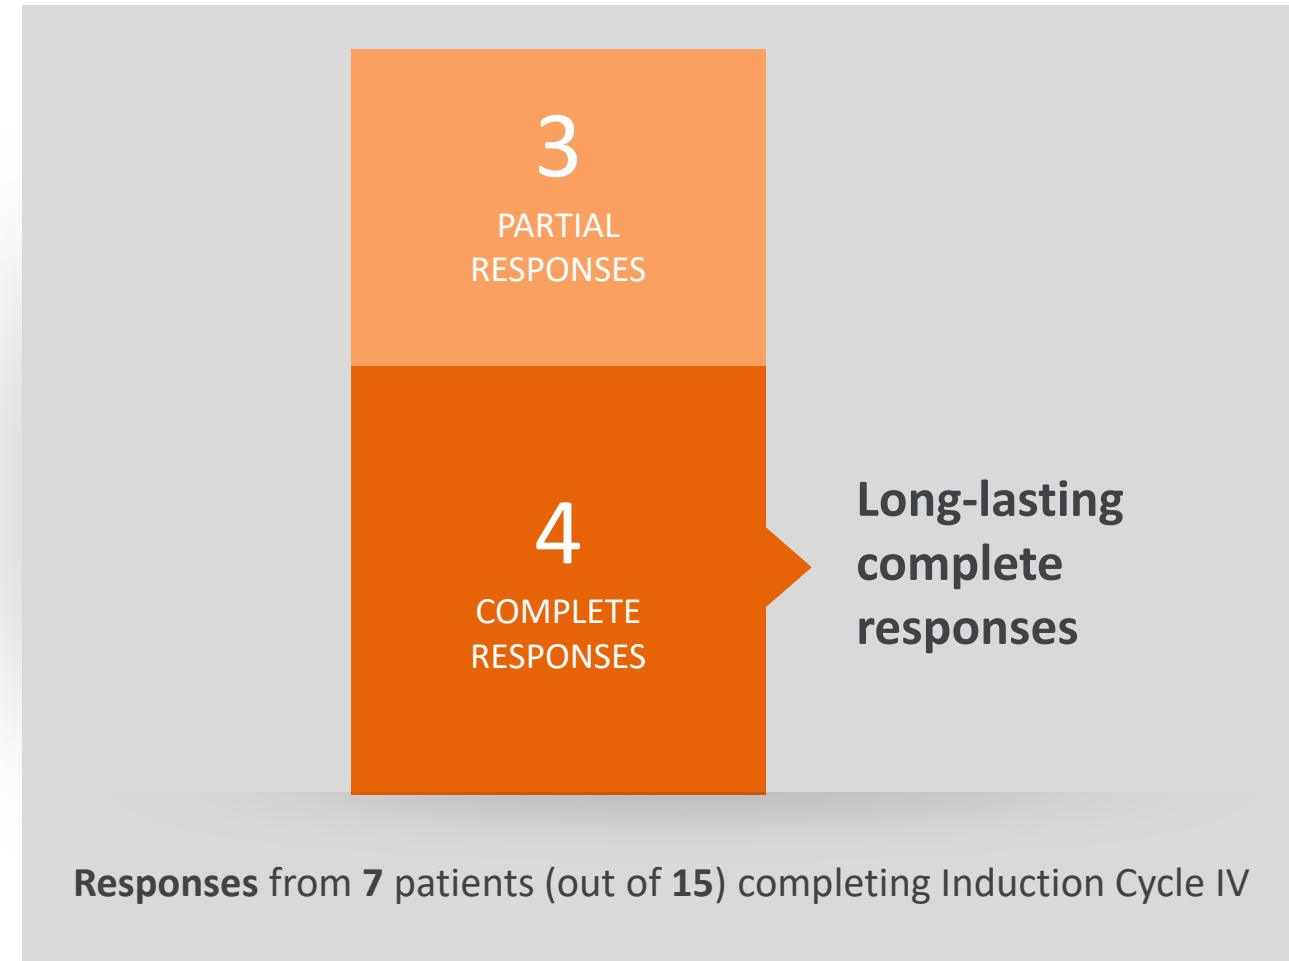 3
PARTIAL
RESPONSES
4
COMPLETE
RESPONSES
Long-lasting
complete
responses
Responses from 7 patients (out of 15) completing Induction Cycle IV